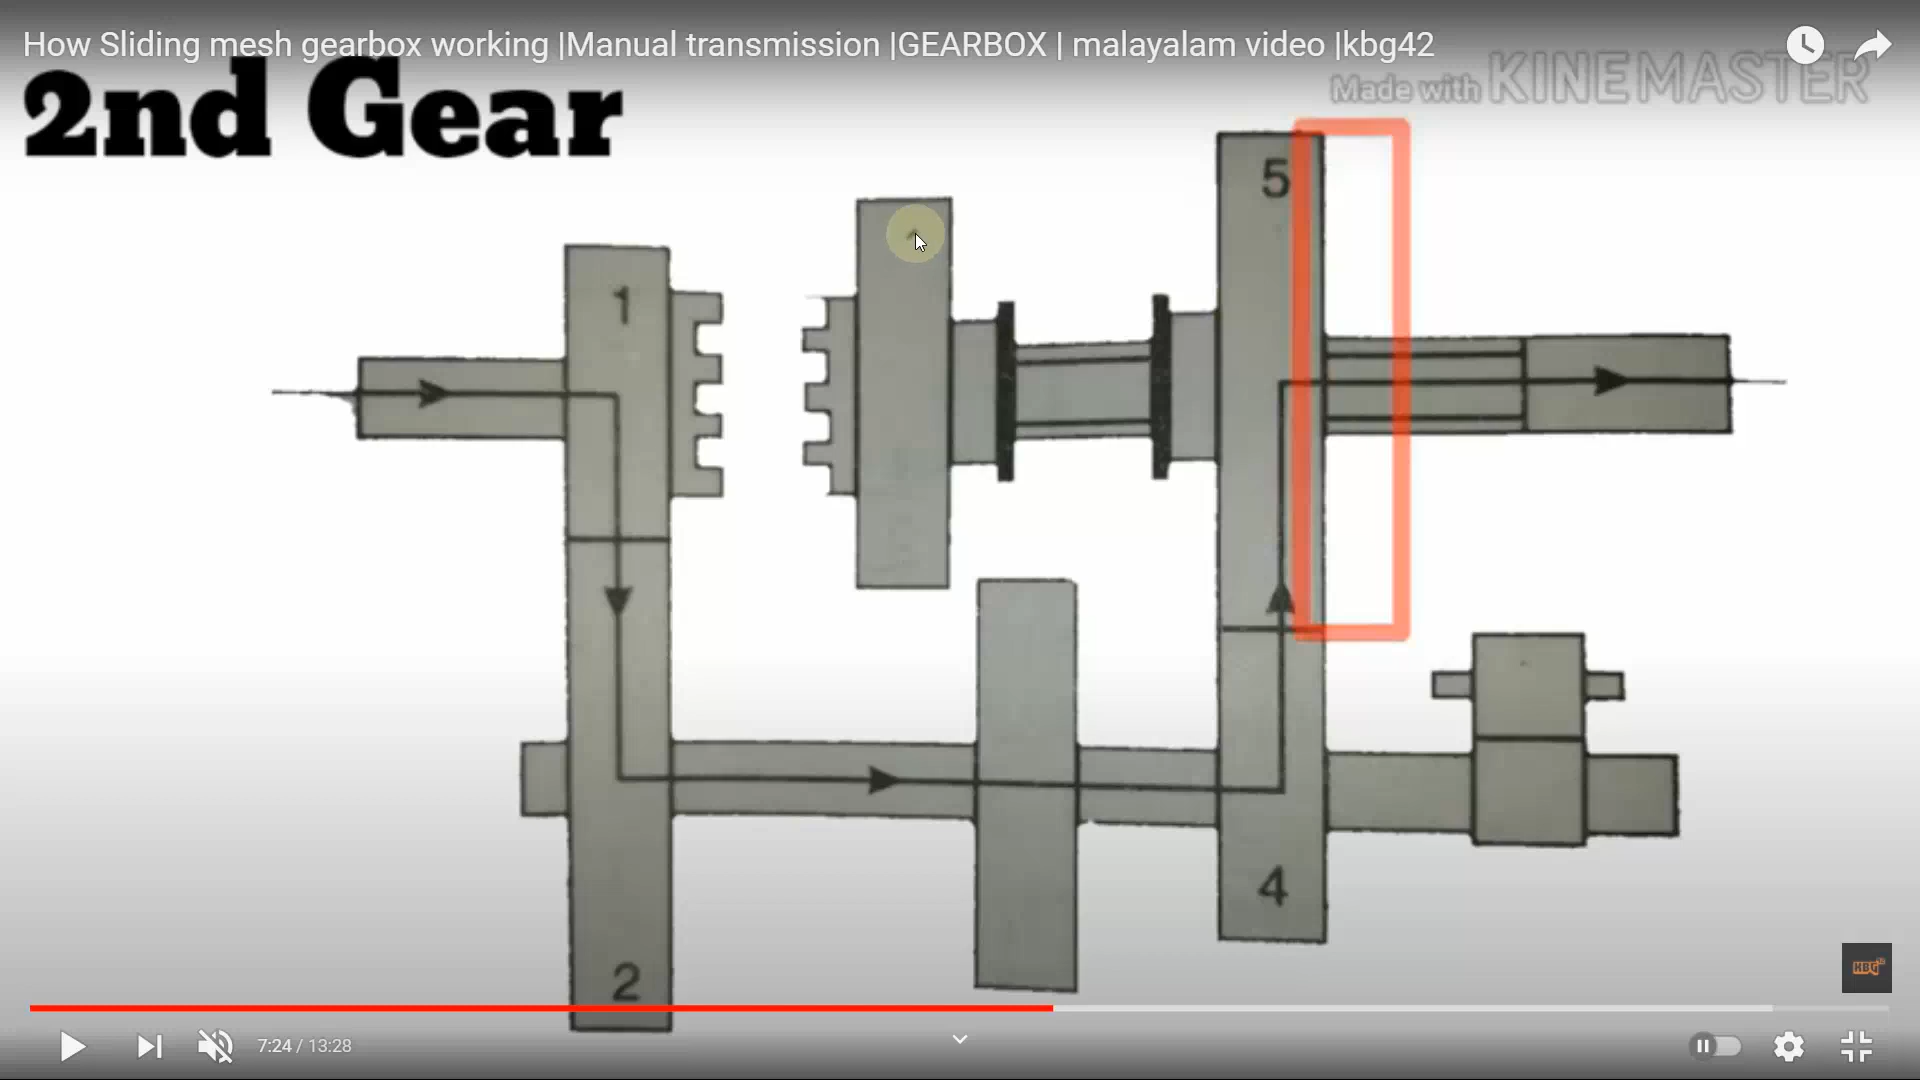 How Sliding mesh gearbox working |Manual transmission |GEARBOX | malayalam video |kbg42
Made with KINEMASTER
2nd Gear
5
1
4
2
KBG42
7:24 / 13:28